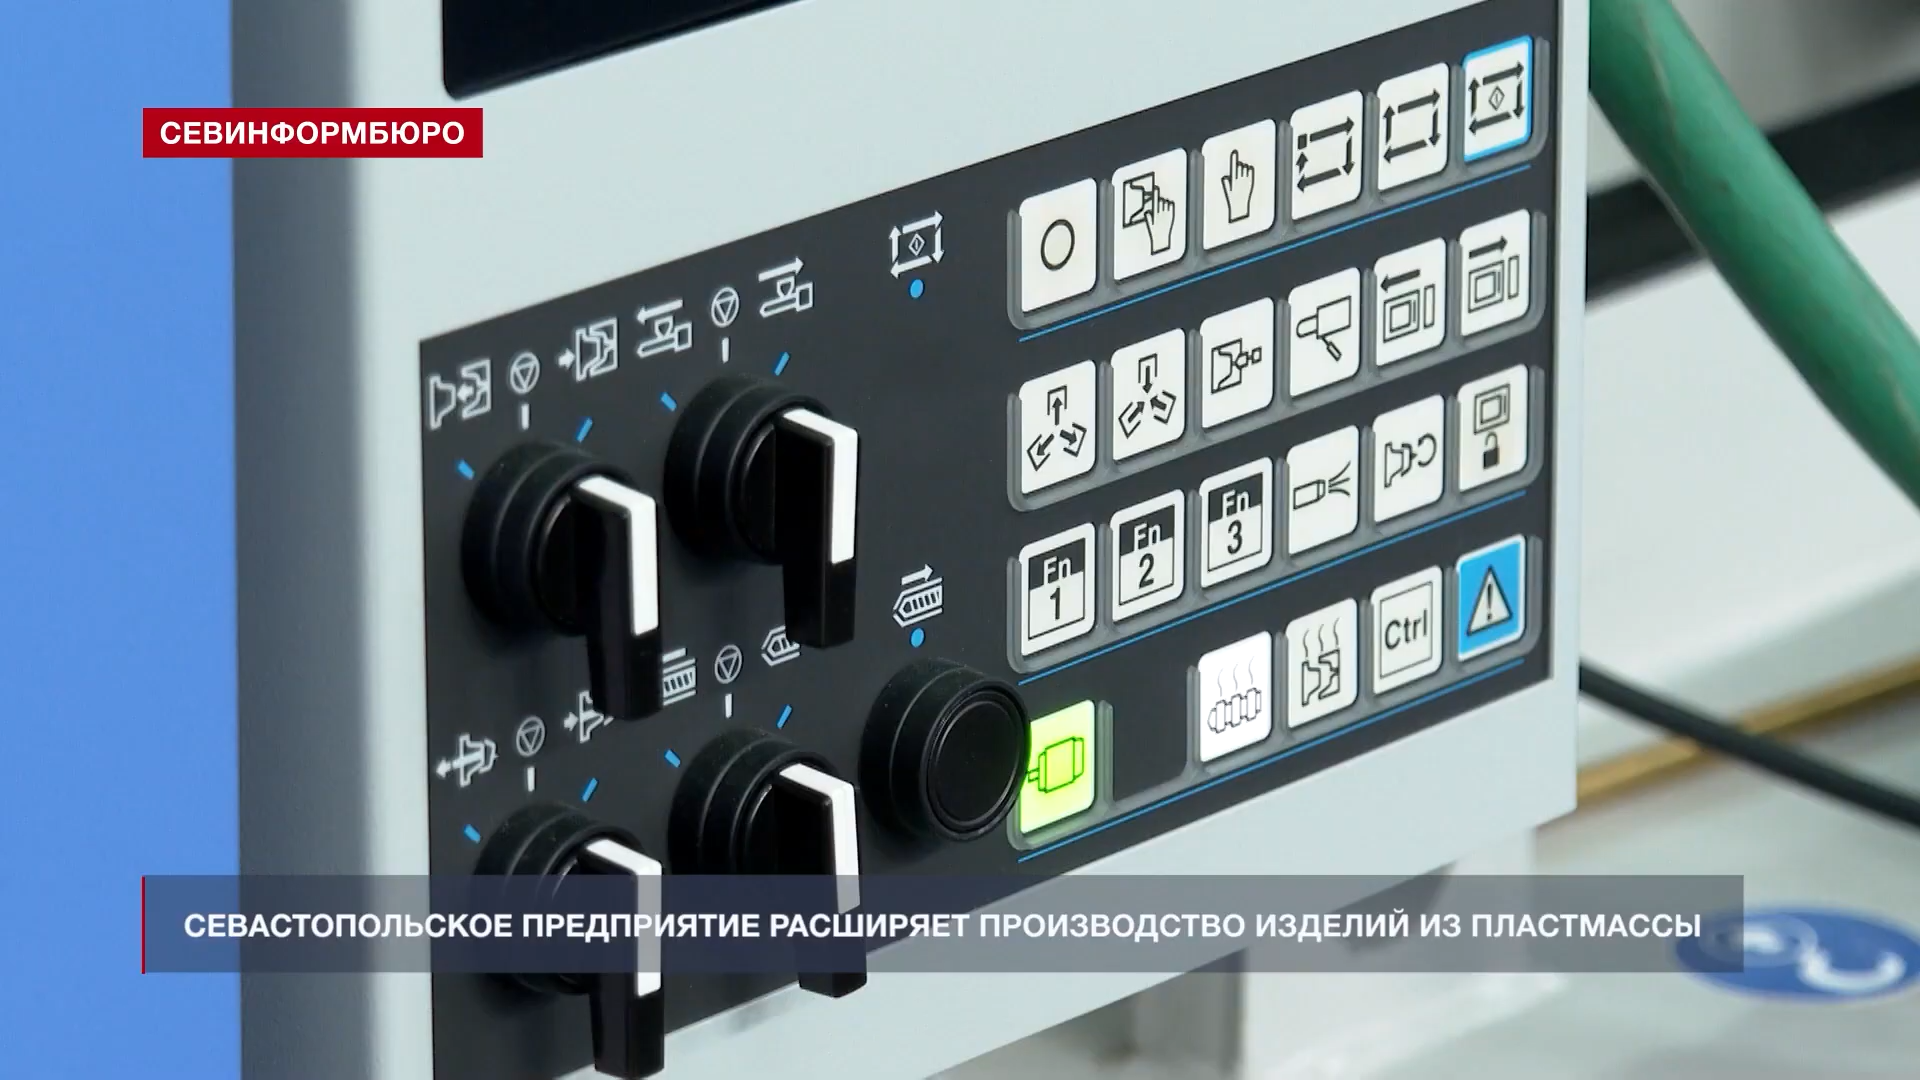 СЕВИНФОРМБЮРО
Fn
1
Fn
2
Fn
3
Ctrl
СЕВАСТОПОЛЬСКОЕ ПРЕДПРИЯТИЕ РАСШИРЯЕТ ПРОИЗВОДСТВО ИЗДЕЛИЙ ИЗ ПЛАСТМАССЫ